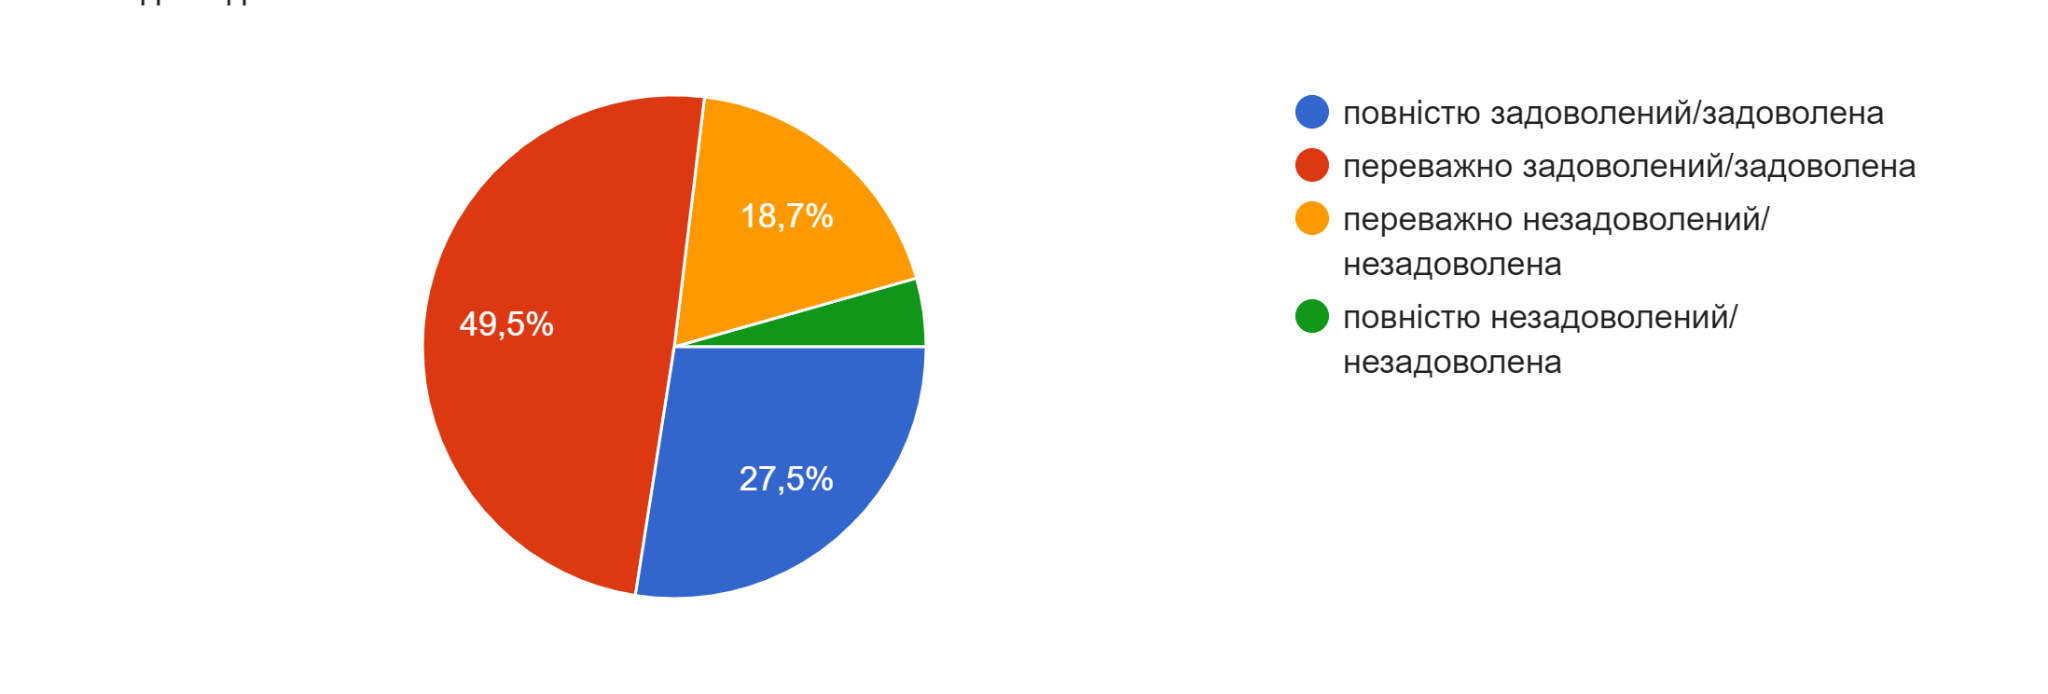 повністю задоволений/задоволена
переважно задоволений/задоволена
переважно незадоволений/
незадоволена
повністю незадоволений/
незадоволена
18,7%
49,5%
27,5%